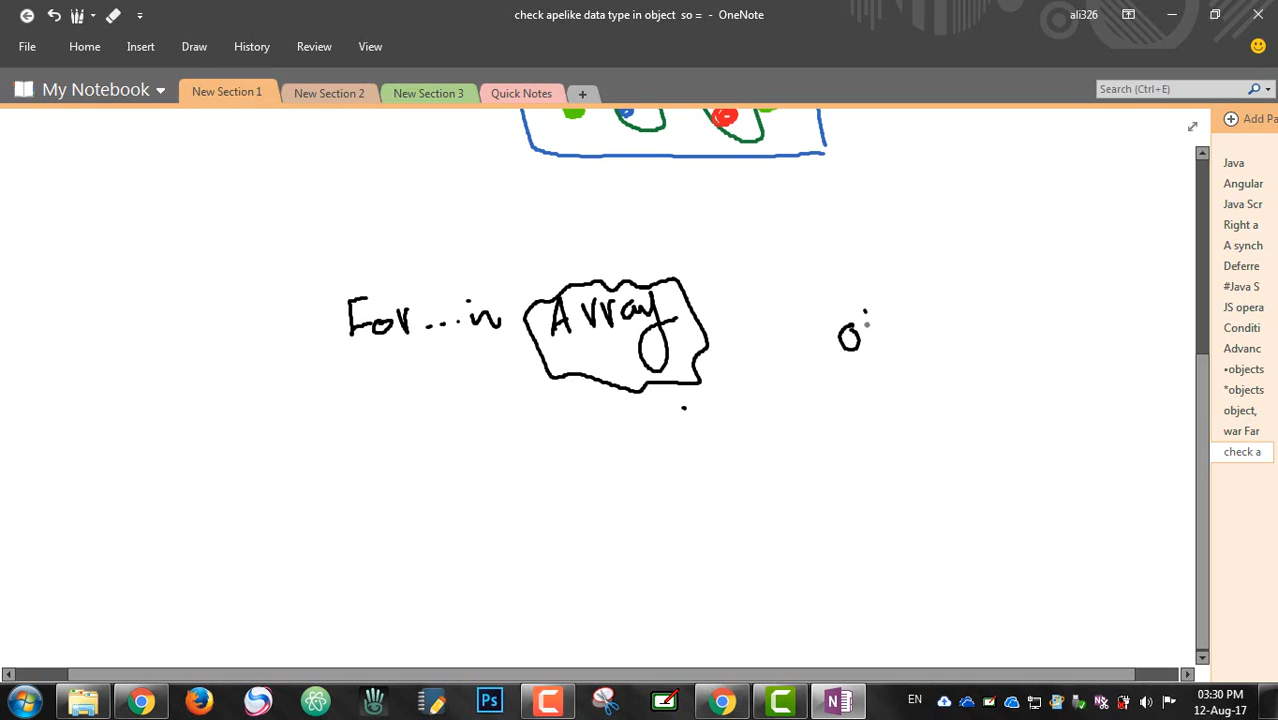 check apelike data type in object so = - OneNote
ali326
File Home Insert Draw History Review View
My Notebook New Section 1 New Section 2 New Section 3 Quick Notes + Search (Ctrl+E)
Add Pa
Java
Angular
Java Scr
Right a
A synch
Deferre
#Java S
JS opera
Conditi
Advanc
•objects
*objects
object,
war Far
check a
For...in Array
Ps
EN
03:30 PM
12-Aug-17